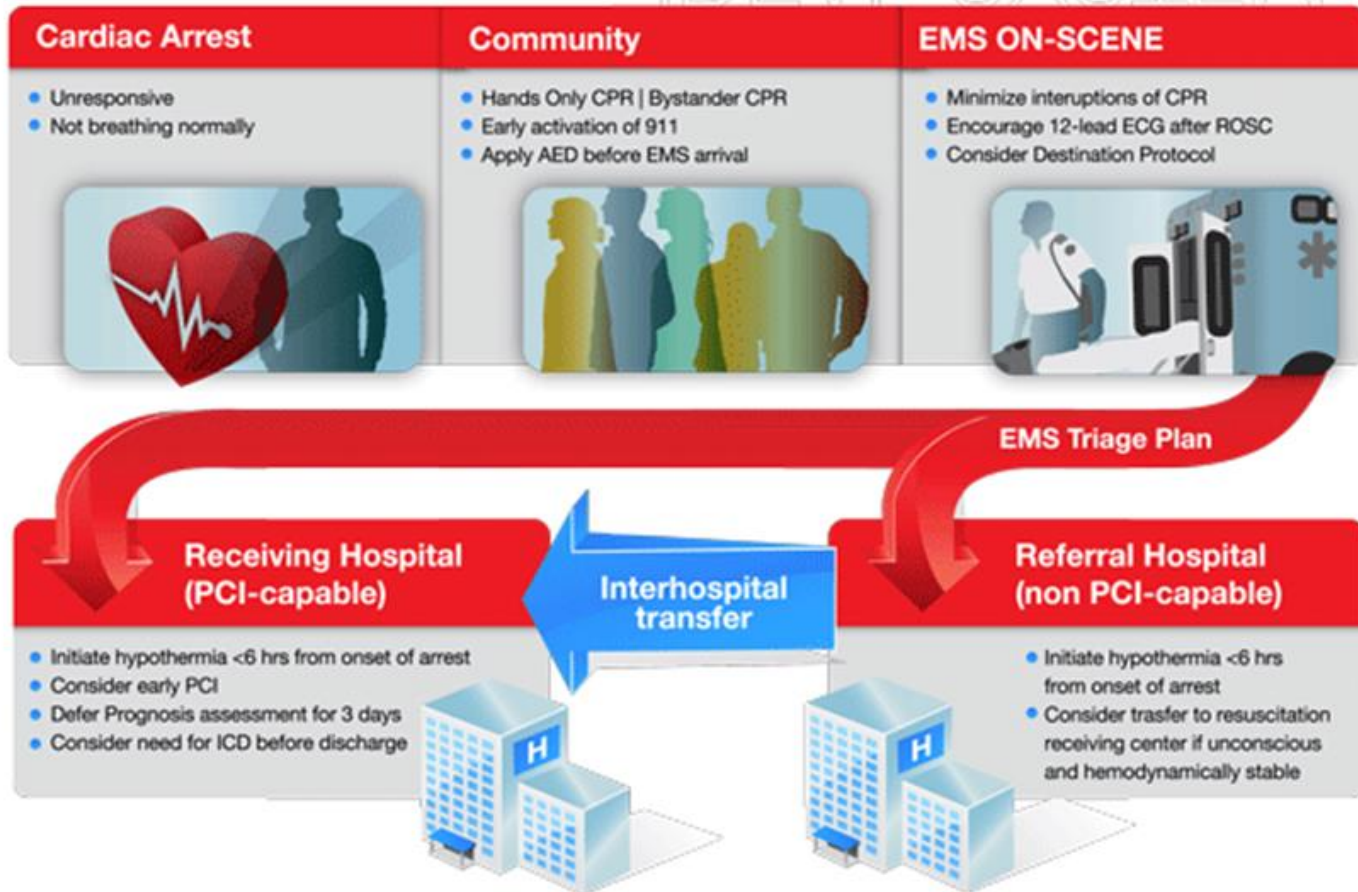 Cardiac Arrest
Unresponsive
Not breathing normally
Community
Hands Only CPR | Bystander CPR
Early activation of 911
Apply AED before EMS arrival
EMS ON-SCENE
Minimize interuptions of CPR
Encourage 12-lead ECG after ROSC
Consider Destination Protocol
EMS Triage Plan
Receiving Hospital
(PCI-capable)
Initiate hypothermia <6 hrs from onset of arrest
Consider early PCI
Defer Prognosis assessment for 3 days
Consider need for ICD before discharge
H
Interhospital
transfer
Referral Hospital
(non PCI-capable)
Initiate hypothermia <6 hrs
from onset of arrest
Consider trasfer to resuscitation
receiving center if unconscious
and hemodynamically stable
H